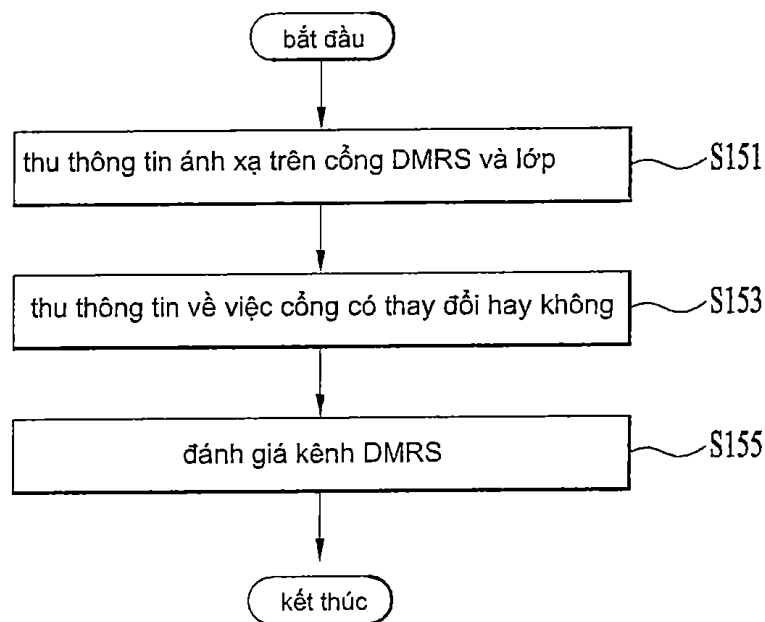 bắt đầu
thu thông tin ánh xạ trên cổng DMRS và lớp
S151
thu thông tin về việc cổng có thay đổi hay không
S153
đánh giá kênh DMRS
S155
kết thúc